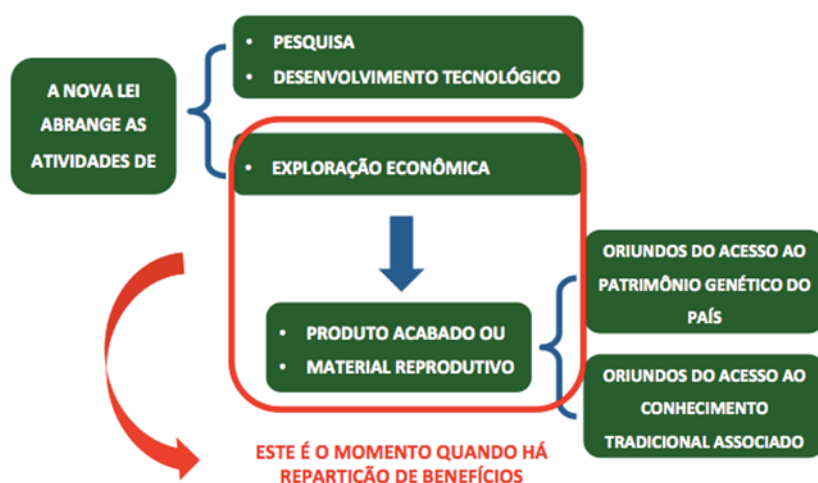 A NOVA LEI
ABRANGE AS
ATIVIDADES DE
• PESQUISA
• DESENVOLVIMENTO TECNOLÓGICO
• EXPLORAÇÃO ECONÔMICA
• PRODUTO ACABADO OU
• MATERIAL REPRODUTIVO
ORIUNDOS DO ACESSO AO
PATRIMÔNIO GENÉTICO DO
PAÍS
ORIUNDOS DO ACESSO AO
CONHECIMENTO
TRADICIONAL ASSOCIADO
ESTE É O MOMENTO QUANDO HÁ
REPARTIÇÃO DE BENEFÍCIOS